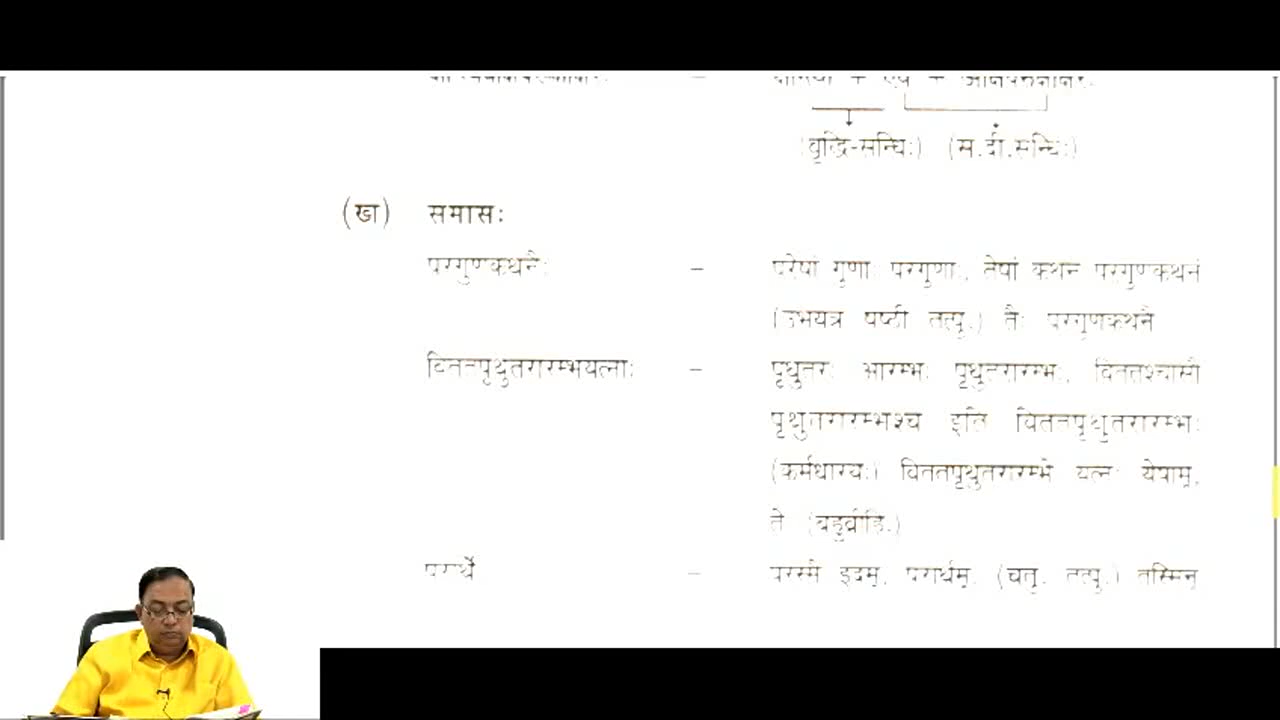 (वृद्धि-सन्धिः) (स.दी.सन्धिः)
(ख) समासः
परगुणकथनैः – परेषां गुणाः परगुणाः, तेषां कथनं परगुणकथनं
(उभयत्र षष्ठी तत्पु.) तैः परगुणकथनैः
विततपृथुतरारम्भयत्नाः – पृथुतरः आरम्भः पृथुतरारम्भः, विततश्चासौ
पृथुतरारम्भश्च इति विततपृथुतरारम्भः
(कर्मधारयः) विततपृथुतरारम्भे यत्नः येषाम्,
ते (बहुव्रीहि.)
परार्थे – परस्मै इदम्, परार्थम्, (चतु. तत्पु.) तस्मिन्